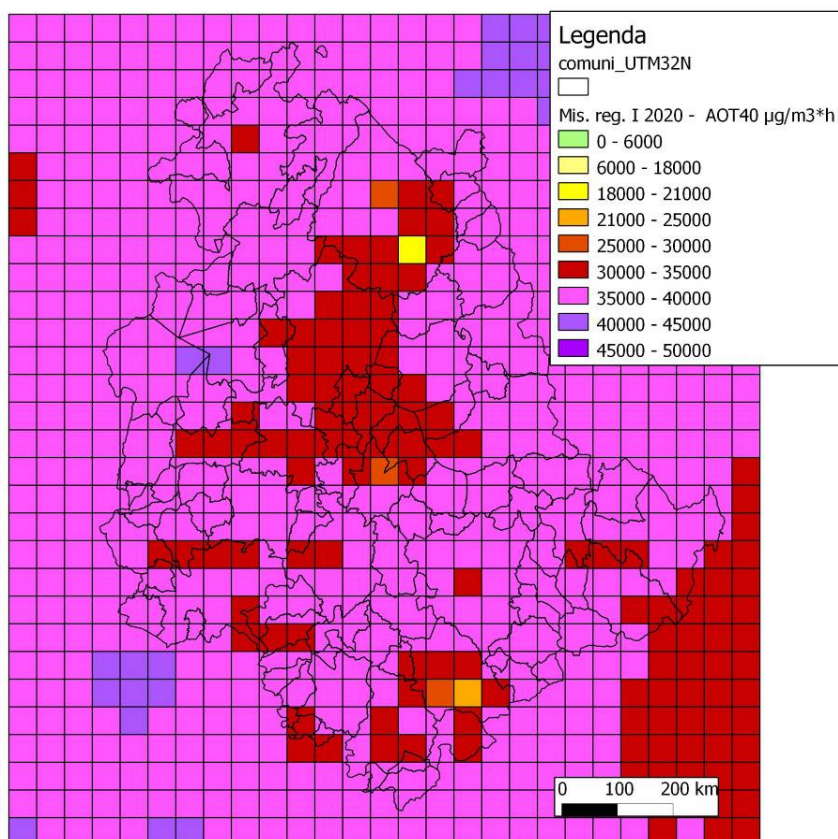 Legenda
comuni_UTM32N
Mis. reg. I 2020 - AOT40 µg/m3*h
0 - 6000
6000 - 18000
18000 - 21000
21000 - 25000
25000 - 30000
30000 - 35000
35000 - 40000
40000 - 45000
45000 - 50000
0 100 200 km